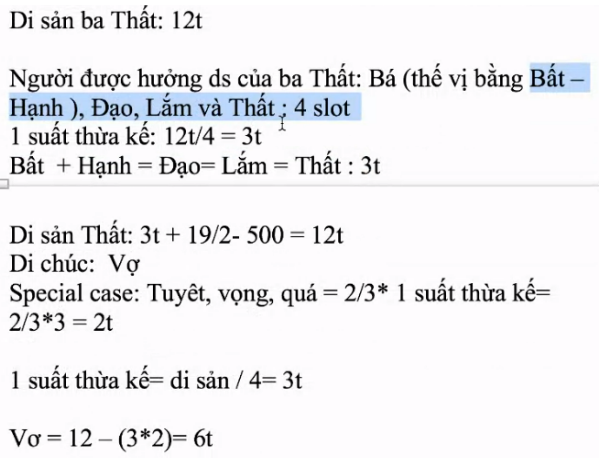 Di sản ba Thất: 12t
Người được hưởng ds của ba Thất: Bá (thế vị bằng Bất –
Hạnh ), Đạo, Lắm và Thất : 4 slot
1 suất thừa kế: 12t/4 = 3t
Bất + Hạnh = Đạo= Lắm = Thất : 3t
Di sản Thất: 3t + 19/2- 500 = 12t
Di chúc: Vợ
Special case: Tuyêt, vọng, quá = 2/3* 1 suất thừa kế=
2/3*3 = 2t
1 suất thừa kế= di sản / 4= 3t
Vơ = 12 – (3*2)= 6t